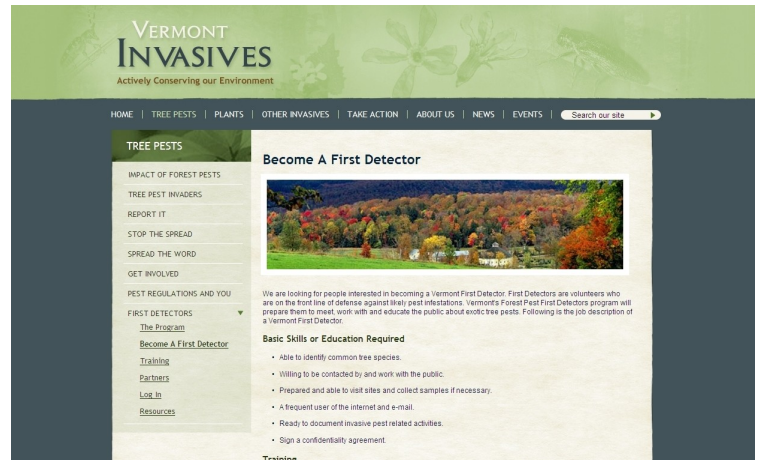 VERMONT
INVASIVES
Actively Conserving our Environment
HOME | TREE PESTS | PLANTS | OTHER INVASIVES | TAKE ACTION | ABOUT US | NEWS | EVENTS | Search our site
TREE PESTS
IMPACT OF FOREST PESTS
TREE PEST INVADERS
REPORT IT
STOP THE SPREAD
SPREAD THE WORD
GET INVOLVED
PEST REGULATIONS AND YOU
FIRST DETECTORS
The Program
Become A First Detector
Training
Partners
Log In
Resources
Become A First Detector
We are looking for people interested in becoming a Vermont First Detector. First Detectors are volunteers who
are on the front line of defense against likely pest infestations. Vermont's Forest Pest First Detectors program will
prepare them to meet, work with and educate the public about exotic tree pests. Following is the job description of
a Vermont First Detector.
Basic Skills or Education Required
• Able to identify common tree species.
• Willing to be contacted by and work with the public.
• Prepared and able to visit sites and collect samples if necessary.
• A frequent user of the internet and e-mail.
• Ready to document invasive pest related activities.
• Sign a confidentiality agreement.
Training